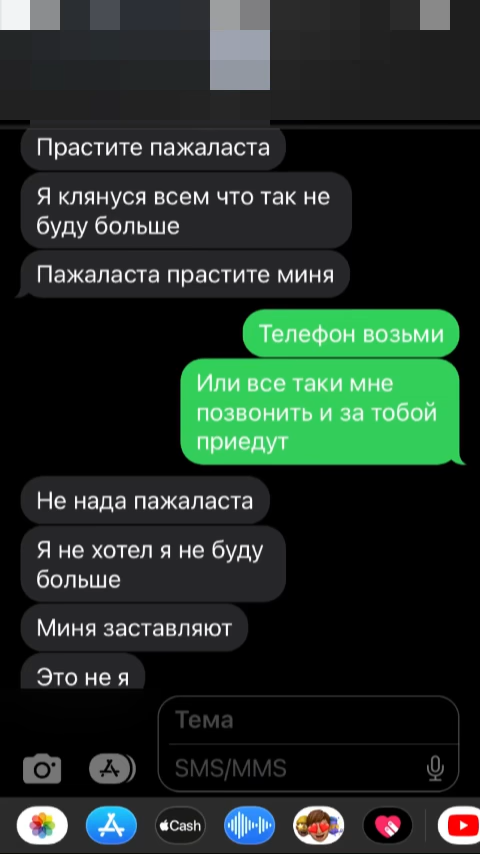 Прастите пажаласта
Я клянуся всем что так не
буду больше
Пажаласта прастите миня
Телефон возьми
Или все таки мне
позвонить и за тобой
приедут
Не нада пажаласта
Я не хотел я не буду
больше
Миня заставляют
Это не я
Тема
SMS/MMS
Cash